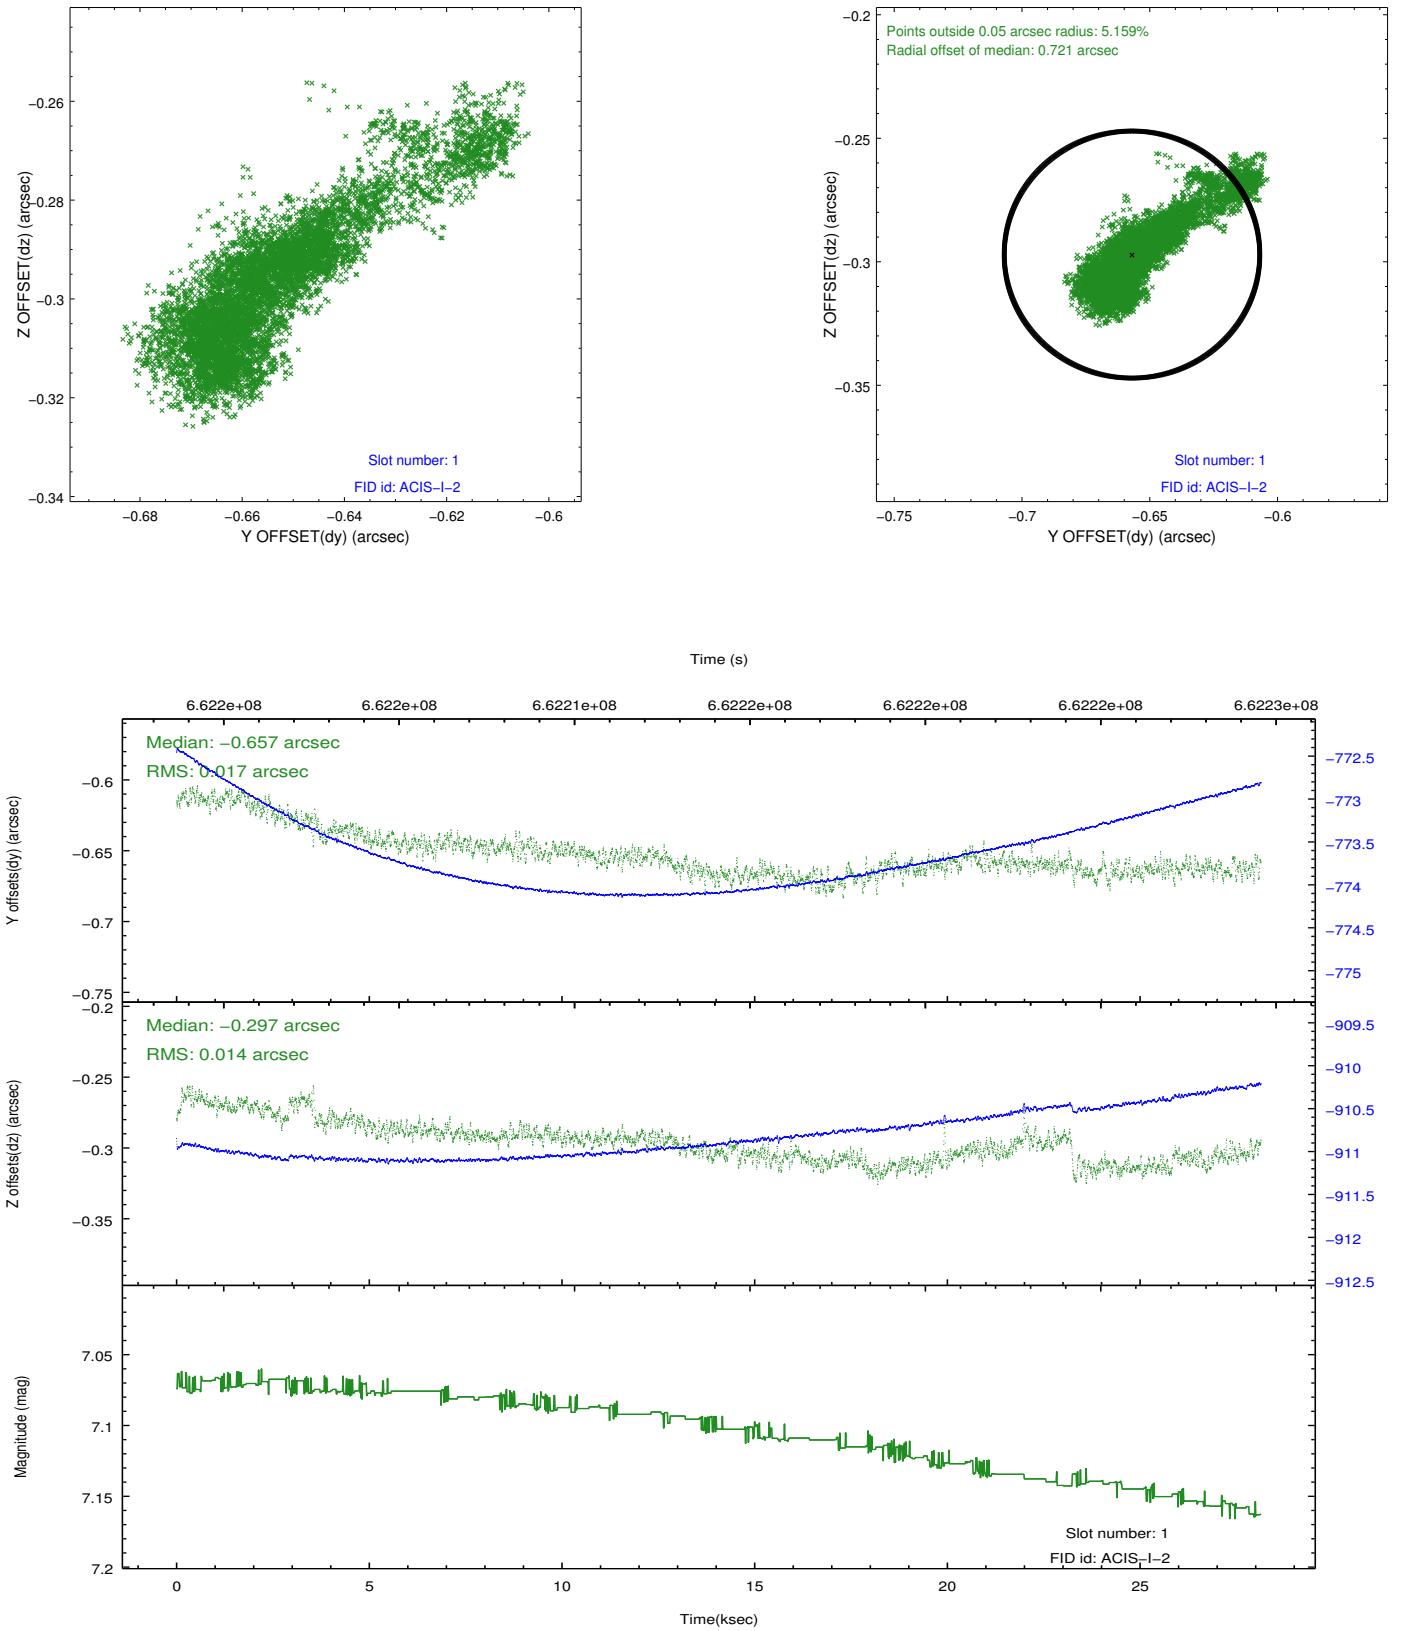 −0.26
−0.28
−0.3
−0.32
−0.34
Z OFFSET(dz) (arcsec)
Slot number: 1
FID id: ACIS−I−2
−0.68
−0.66
−0.64
−0.62
−0.6
Y OFFSET(dy) (arcsec)
−0.2
−0.25
−0.3
−0.35
Z OFFSET(dz) (arcsec)
Points outside 0.05 arcsec radius: 5.159%
Radial offset of median: 0.721 arcsec
Slot number: 1
FID id: ACIS−I−2
−0.75
−0.7
−0.65
−0.6
Y OFFSET(dy) (arcsec)
Time (s)
6.622e+08
6.622e+08
6.6221e+08
6.6222e+08
6.6222e+08
6.6222e+08
6.6223e+08
Median: −0.657 arcsec
RMS: 0.017 arcsec
Y offsets(dy) (arcsec)
−0.6
−0.65
−0.7
−0.75
−772.5
−773
−773.5
−774
−774.5
−775
Median: −0.297 arcsec
RMS: 0.014 arcsec
Z offsets(dz) (arcsec)
−0.2
−0.25
−0.3
−0.35
−909.5
−910
−910.5
−911
−911.5
−912
−912.5
Magnitude (mag)
7.05
7.1
7.15
7.2
Slot number: 1
FID id: ACIS−I−2
0
5
10
15
20
25
Time(ksec)